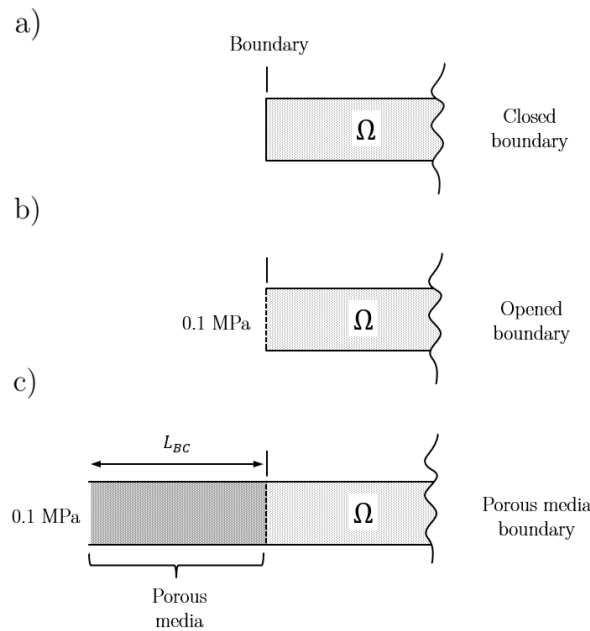 a)
Boundary
Ω
Closed
boundary
b)
0.1 MPa
Ω
Opened
boundary
c)
L_BC
0.1 MPa
Ω
Porous media
boundary
Porous
media